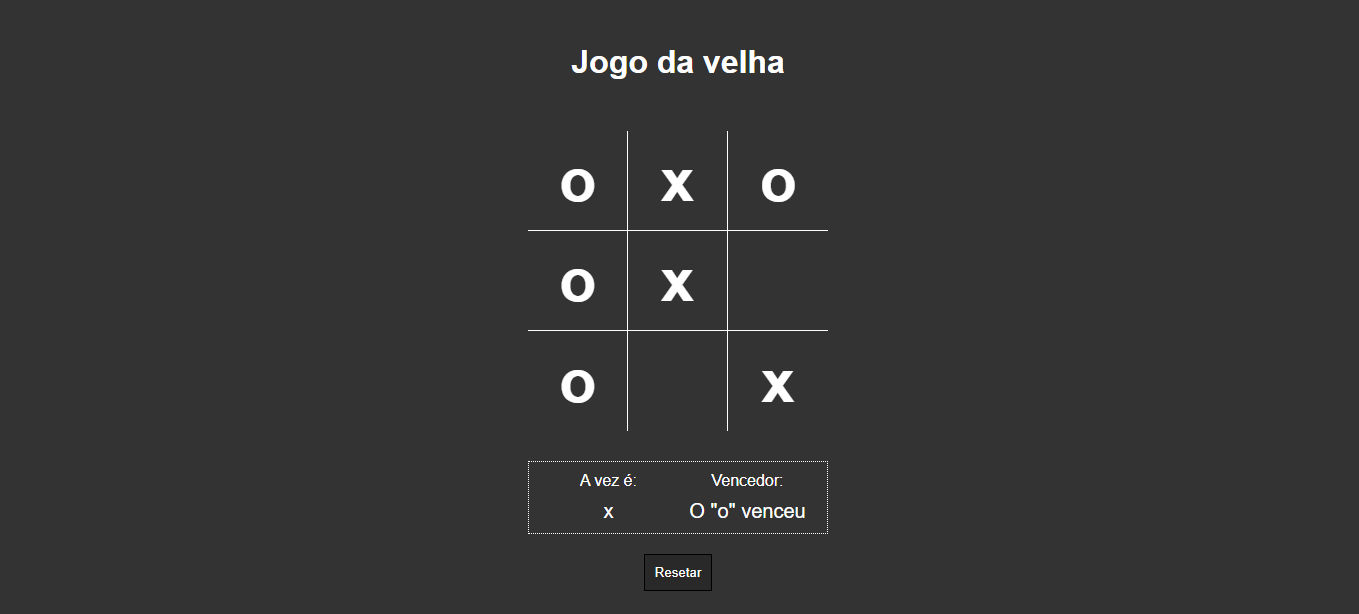 Jogo da velha
o x o
o x
o x
A vez é: Vencedor:
x O "o" venceu
Resetar